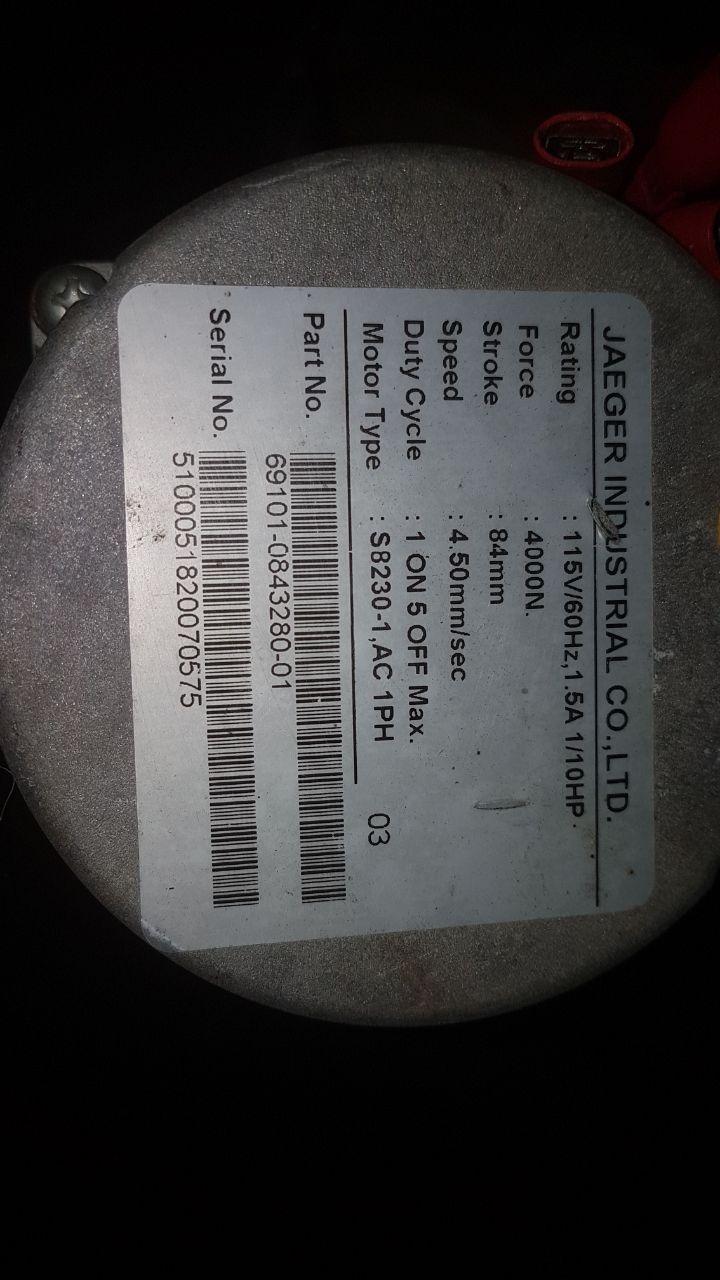 JAEGER INDUSTRIAL CO.,LTD.
Rating : 115V/60Hz,1.5A 1/10HP
Force : 4000N.
Stroke : 84mm
Speed : 4.50mm/sec
Duty Cycle : 1 ON 5 OFF Max.
Motor Type : S8230-1,AC 1PH 03
Part No.
69101-0843280-01
Serial No.
5100051820070575